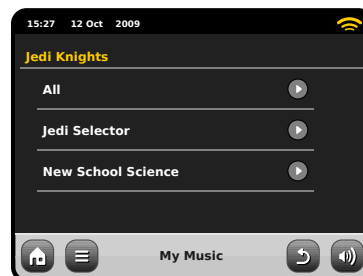 15:27 12 Oct 2009
Jedi Knights
All
Jedi Selector
New School Science
My Music